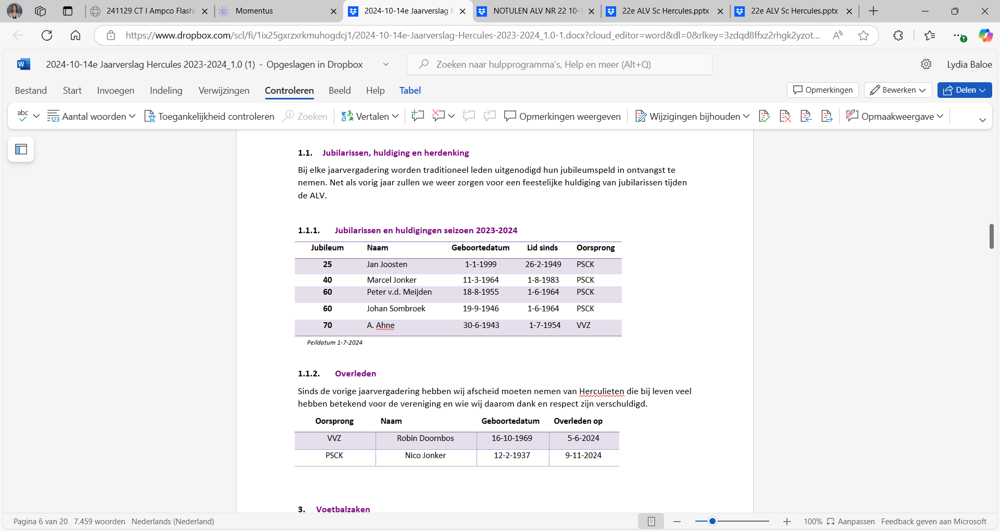 241129 CT I Ampco Flashl
Momentus
2024-10-14e Jaarverslag H
NOTULEN ALV NR 22 10-1
22e ALV Sc Hercules.pptx
22e ALV Sc Hercules.pptx
https://www.dropbox.com/scl/fi/1ix25gxrzxrkmuhogdcj1/2024-10-14e-Jaarverslag-Hercules-2023-2024_1.0-1.docx?cloud_editor=word&dl=0&rlkey=3zdqd8ffxz2rhgk2yzot...
2024-10-14e Jaarverslag Hercules 2023-2024_1.0 (1) - Opgeslagen in Dropbox
Zoeken naar hulpprogramma's, Help en meer (Alt+Q)
Lydia Baloe
Bestand Start Invoegen Indeling Verwijzingen Controleren Beeld Help Tabel
Opmerkingen Bewerken Delen
abc Aantal woorden Toegankelijkheid controleren Zoeken Vertalen Opmerkingen weergeven Wijzigingen bijhouden Opmaakweergave
1.1. Jubilarissen, huldiging en herdenking
Bij elke jaarvergadering worden traditioneel leden uitgenodigd hun jubileumspeld in ontvangst te
nemen. Net als vorig jaar zullen we weer zorgen voor een feestelijke huldiging van jubilarissen tijden
de ALV.
1.1.1. Jubilarissen en huldigingen seizoen 2023-2024
Jubileum Naam Geboortedatum Lid sinds Oorsprong
25 Jan Joosten 1-1-1999 26-2-1949 PSCK
40 Marcel Jonker 11-3-1964 1-8-1983 PSCK
60 Peter v.d. Meijden 18-8-1955 1-6-1964 PSCK
60 Johan Sombroek 19-9-1946 1-6-1964 PSCK
70 A. Ahne 30-6-1943 1-7-1954 VVZ
Peildatum 1-7-2024
1.1.2. Overleden
Sinds de vorige jaarvergadering hebben wij afscheid moeten nemen van Herculieten die bij leven veel
hebben betekend voor de vereniging en wie wij daarom dank en respect zijn verschuldigd.
Oorsprong Naam Geboortedatum Overleden op
VVZ Robin Doornbos 16-10-1969 5-6-2024
PSCK Nico Jonker 12-2-1937 9-11-2024
3. Voetbalzaken
Pagina 6 van 20 7.459 woorden Nederlands (Nederland)
100% Aanpassen Feedback geven aan Microsoft